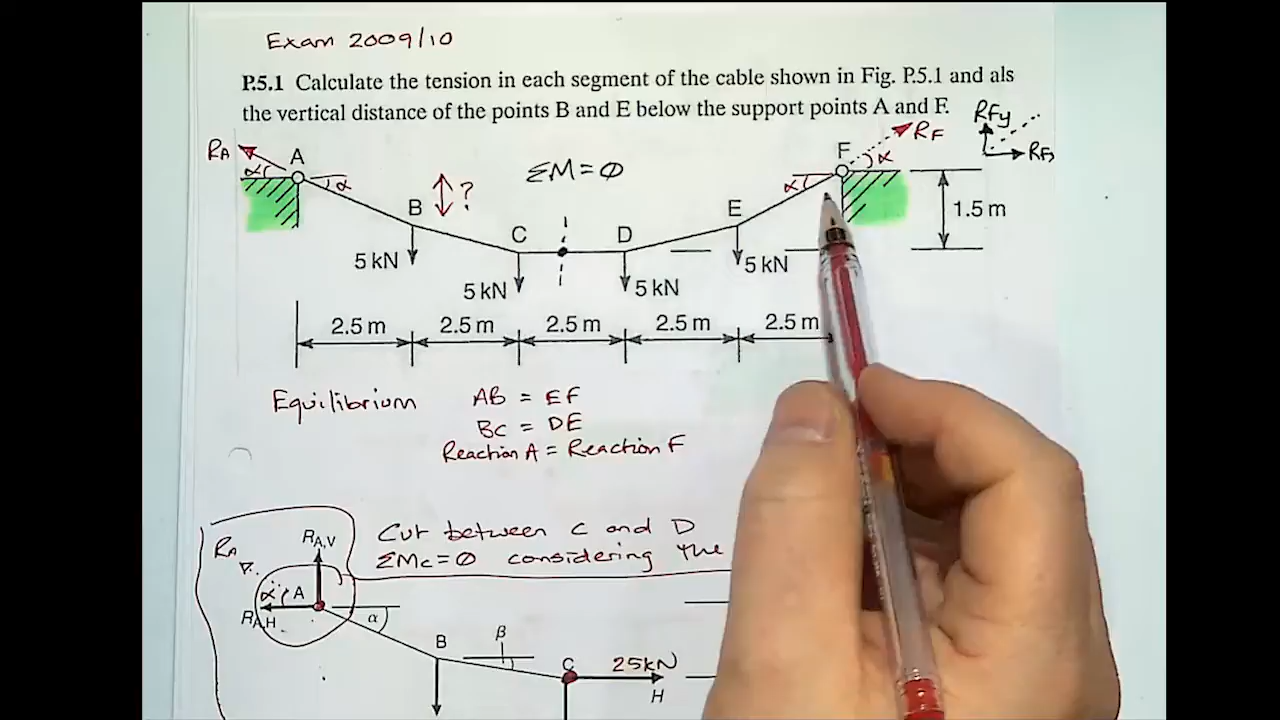 Exam 2009/10
P.5.1 Calculate the tension in each segment of the cable shown in Fig. P.5.1 and als
the vertical distance of the points B and E below the support points A and F.
RA α A α
ΣM=0
B ?
C D E
α F α RF
RFy
RF
1.5 m
5 kN 5 kN 5 kN 5 kN
2.5 m 2.5 m 2.5 m 2.5 m 2.5 m
Equilibrium
AB = EF
BC = DE
Reaction A = Reaction F
Cut between C and D
ΣMc=0 considering the
RA RA,V
α A
RA,H α
B β C 25kN
H